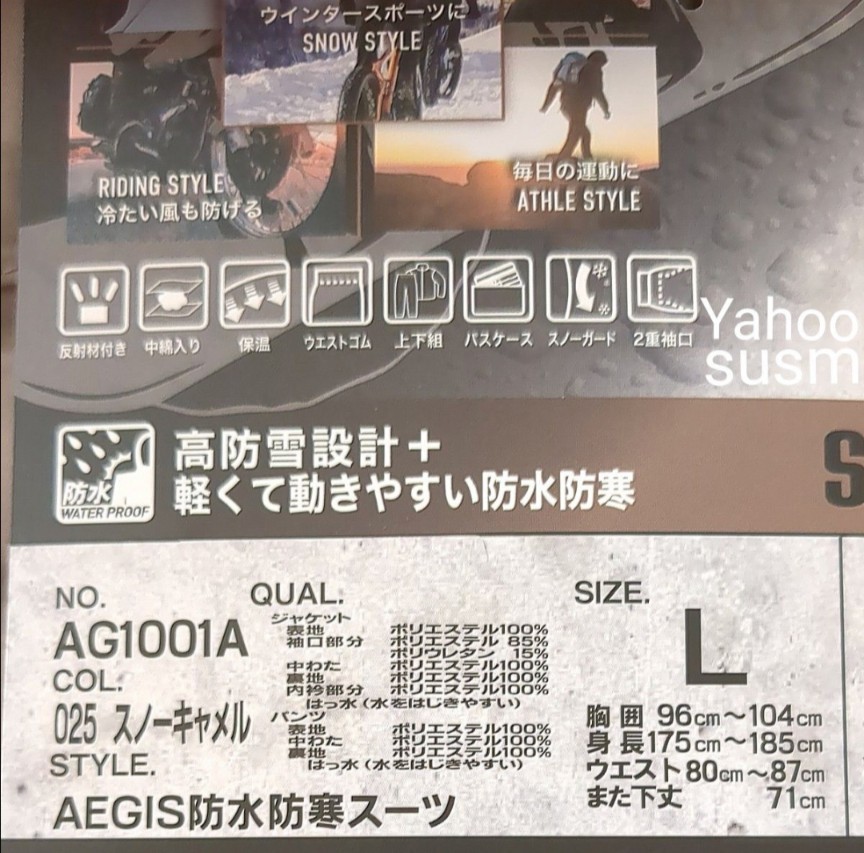 ウインタースポーツに
SNOW STYLE
RIDING STYLE
冷たい風も防げる
毎日の運動に
ATHLE STYLE
反射材付き 中綿入り 保温 ウエストゴム 上下組 パスケース スノーガード 2重袖口
Yahoo
susm
防水
WATER PROOF
高防雪設計＋
軽くて動きやすい防水防寒
S
NO. QUAL. SIZE.
AG1001A
COL.
025 スノーキャメル
STYLE.
AEGIS防水防寒スーツ
ジャケット
表地 ポリエステル100%
袖口部分 ポリエステル 85%
ポリウレタン 15%
中わた ポリエステル100%
裏地 ポリエステル100%
内衿部分 ポリエステル100%
はっ水(水をはじきやすい)
パンツ
表地 ポリエステル100%
中わた ポリエステル100%
裏地 ポリエステル100%
はっ水(水をはじきやすい)
L
胸囲 96cm〜104cm
身長175cm〜185cm
ウエスト80cm〜87cm
また下丈 71cm